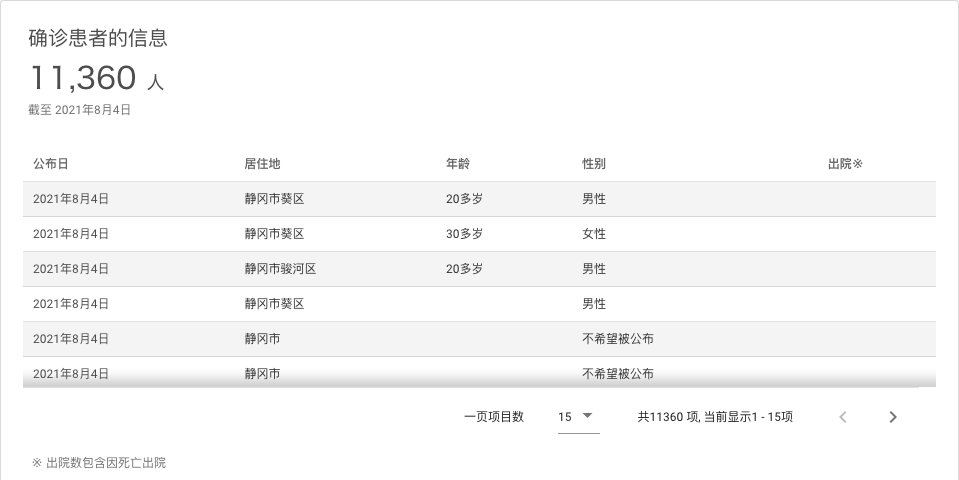 确诊患者的信息
11,360 人
截至 2021年8月4日
公布日 居住地 年龄 性别 出院※
2021年8月4日 静冈市葵区 20多岁 男性
2021年8月4日 静冈市葵区 30多岁 女性
2021年8月4日 静冈市骏河区 20多岁 男性
2021年8月4日 静冈市葵区 男性
2021年8月4日 静冈市 不希望被公布
2021年8月4日 静冈市 不希望被公布
一页项目数 15 共11360 项, 当前显示1 - 15项
※ 出院数包含因死亡出院